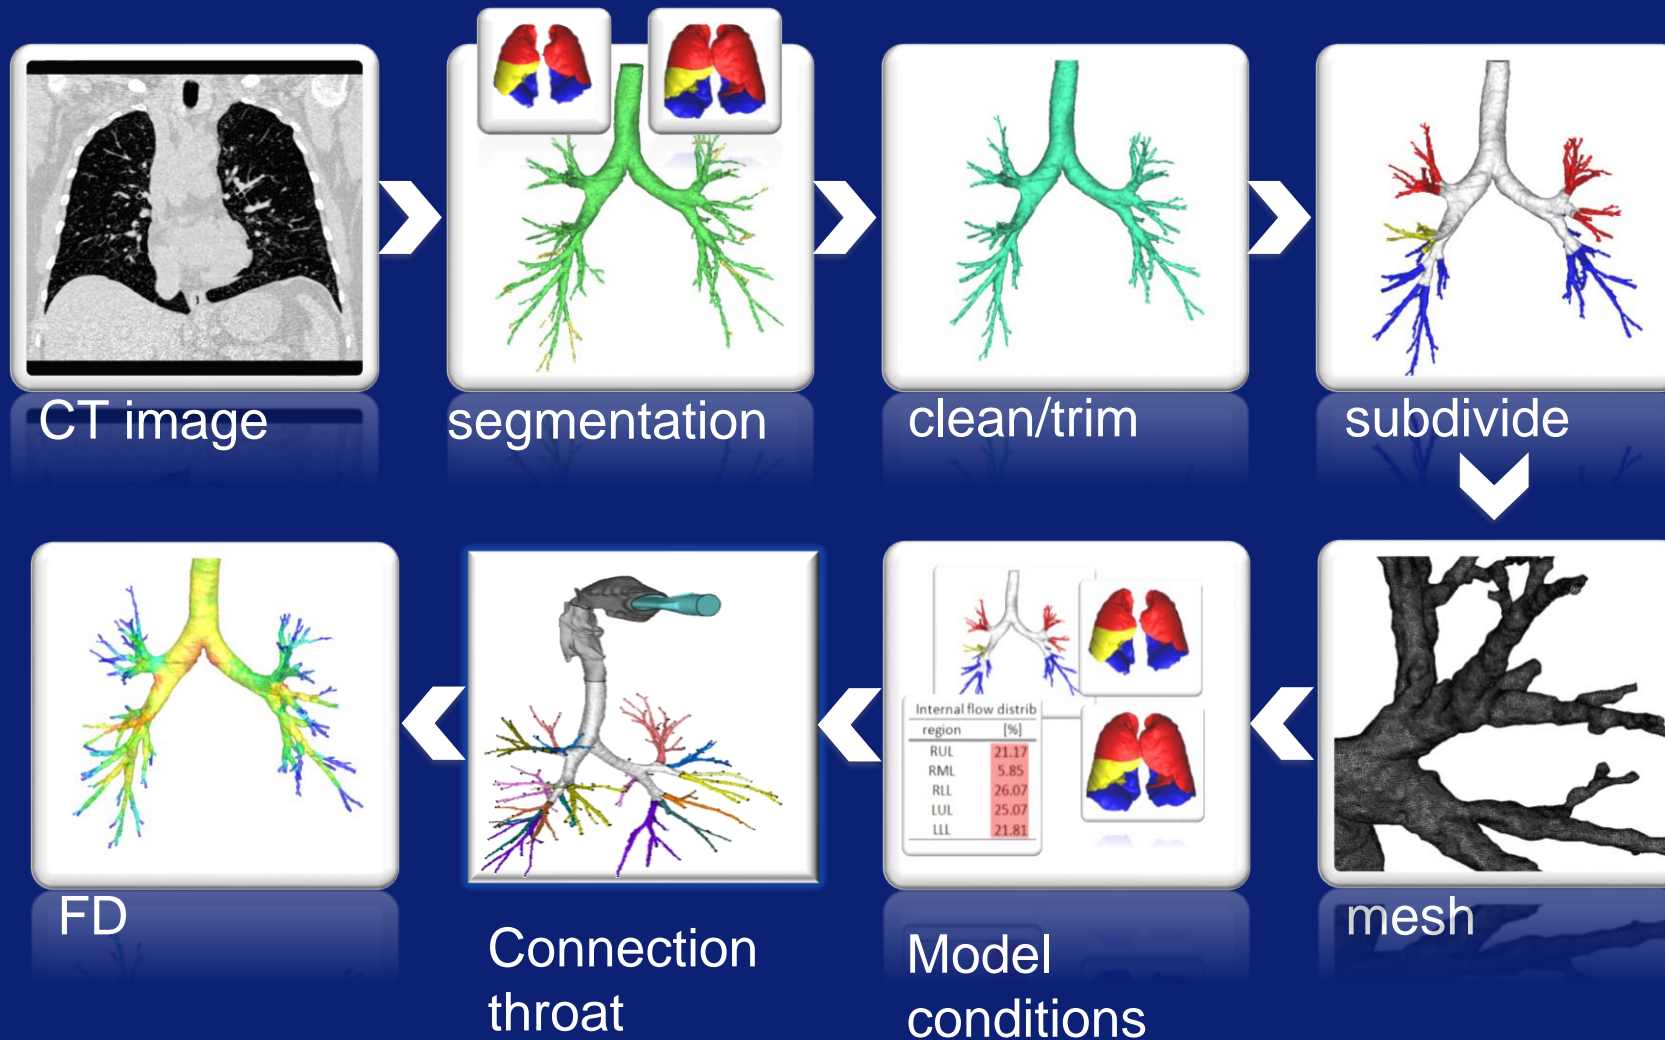 CT image
segmentation
clean/trim
subdivide
FD
Connection
throat
Model
conditions
mesh
Internal flow distrib
region [%]
RUL 21.17
RML 5.85
RLL 26.07
LUL 25.07
LLL 21.81